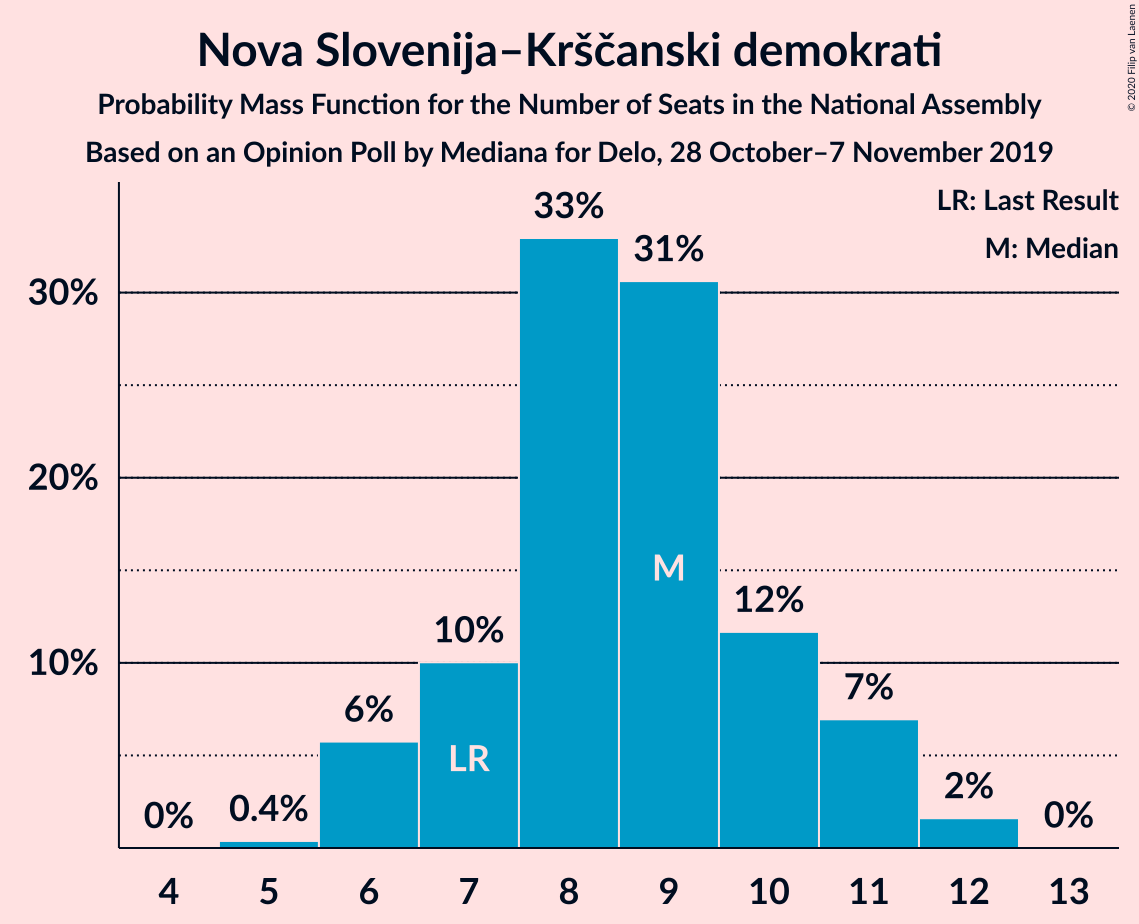 Nova Slovenija–Krščanski demokrati
Probability Mass Function for the Number of Seats in the National Assembly
Based on an Opinion Poll by Mediana for Delo, 28 October–7 November 2019
© 2020 Filip van Laenen
LR: Last Result
M: Median
30%
20%
10%
0%
0.4%
6%
10%
33%
31%
12%
7%
2%
0%
LR
M
4 5 6 7 8 9 10 11 12 13